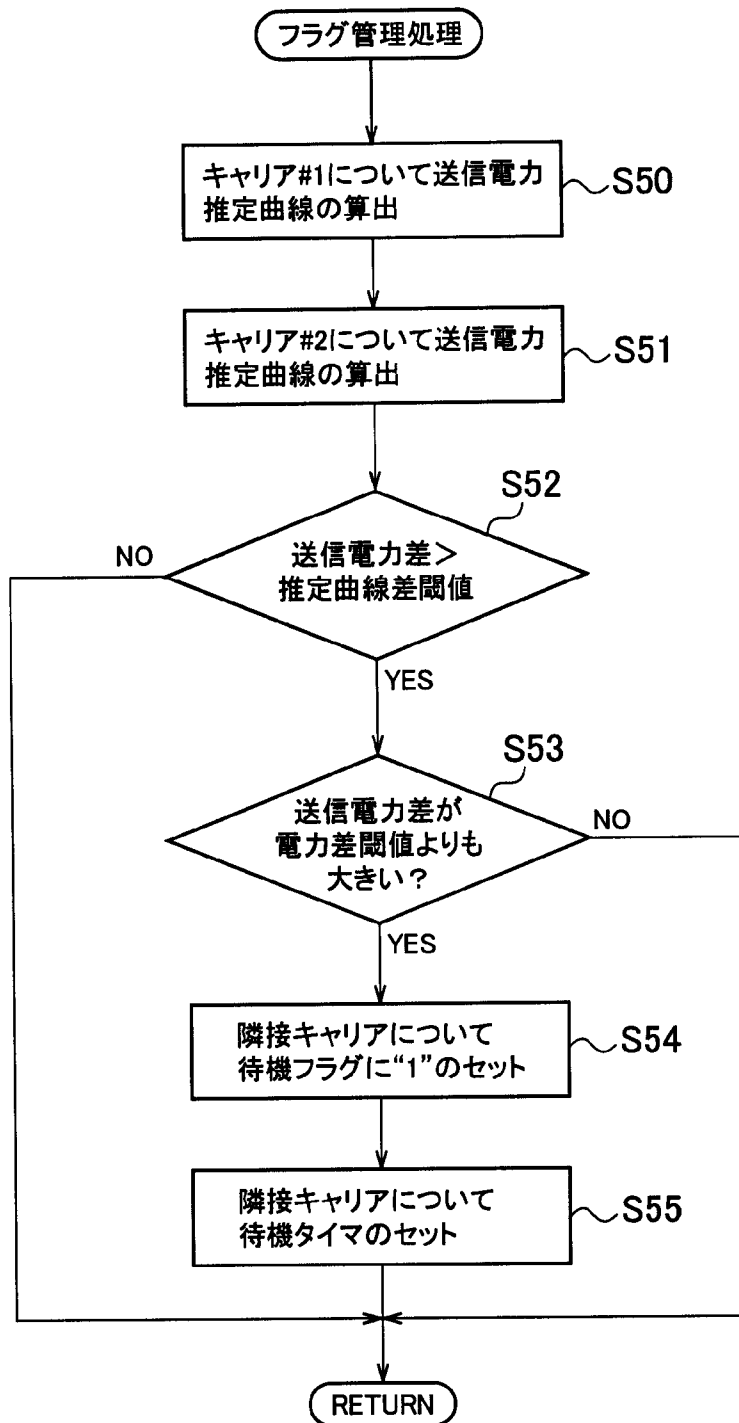 フラグ管理処理
キャリア#1について送信電力
推定曲線の算出
S50
キャリア#2について送信電力
推定曲線の算出
S51
S52
送信電力差>
推定曲線差閾値
NO
YES
S53
送信電力差が
電力差閾値よりも
大きい?
NO
YES
隣接キャリアについて
待機フラグに“1”のセット
S54
隣接キャリアについて
待機タイマのセット
S55
RETURN